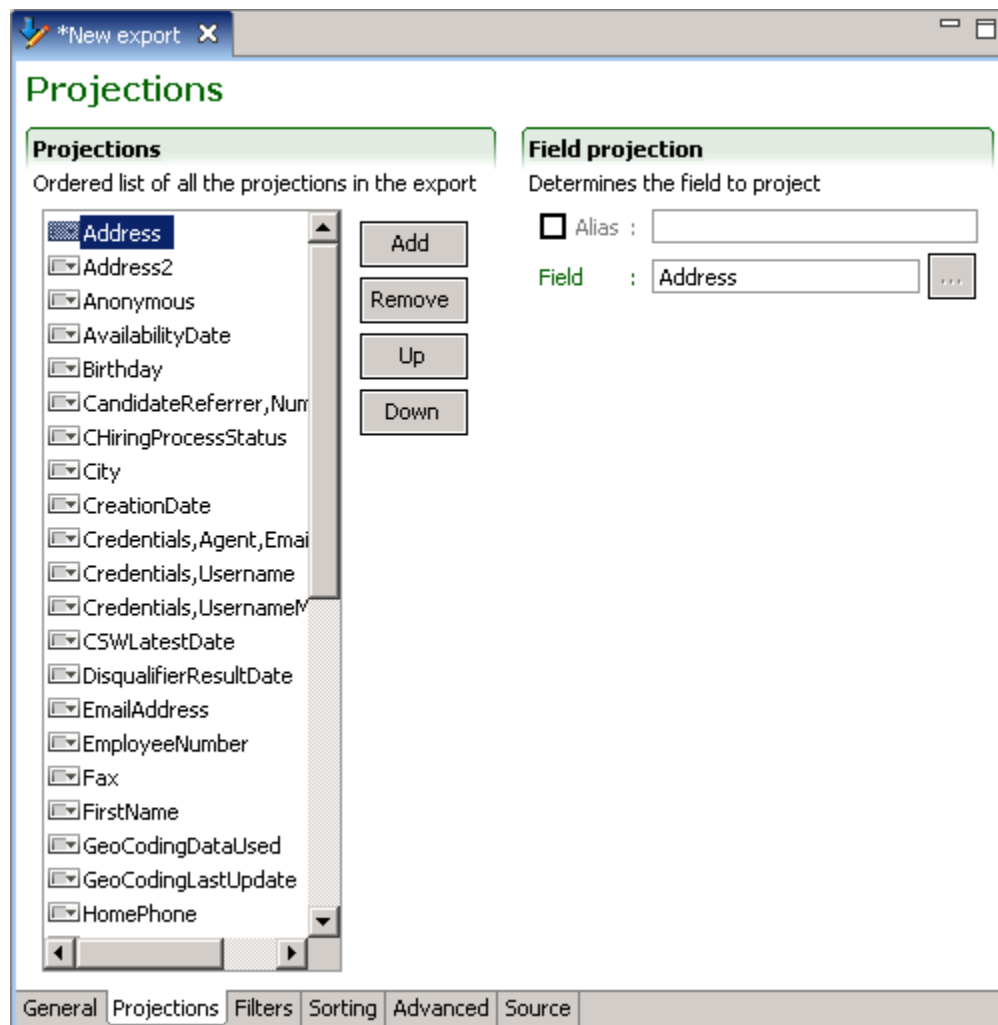 *New export
Projections
Projections
Ordered list of all the projections in the export
Address
Address2
Anonymous
AvailabilityDate
Birthday
CandidateReferrer,Num
CHiringProcessStatus
City
CreationDate
Credentials,Agent,Emai
Credentials,Username
Credentials,UsernameM
CSWLatestDate
DisqualifierResultDate
EmailAddress
EmployeeNumber
Fax
FirstName
GeoCodingDataUsed
GeoCodingLastUpdate
HomePhone
Add
Remove
Up
Down
Field projection
Determines the field to project
Alias :
Field : Address ...
General Projections Filters Sorting Advanced Source